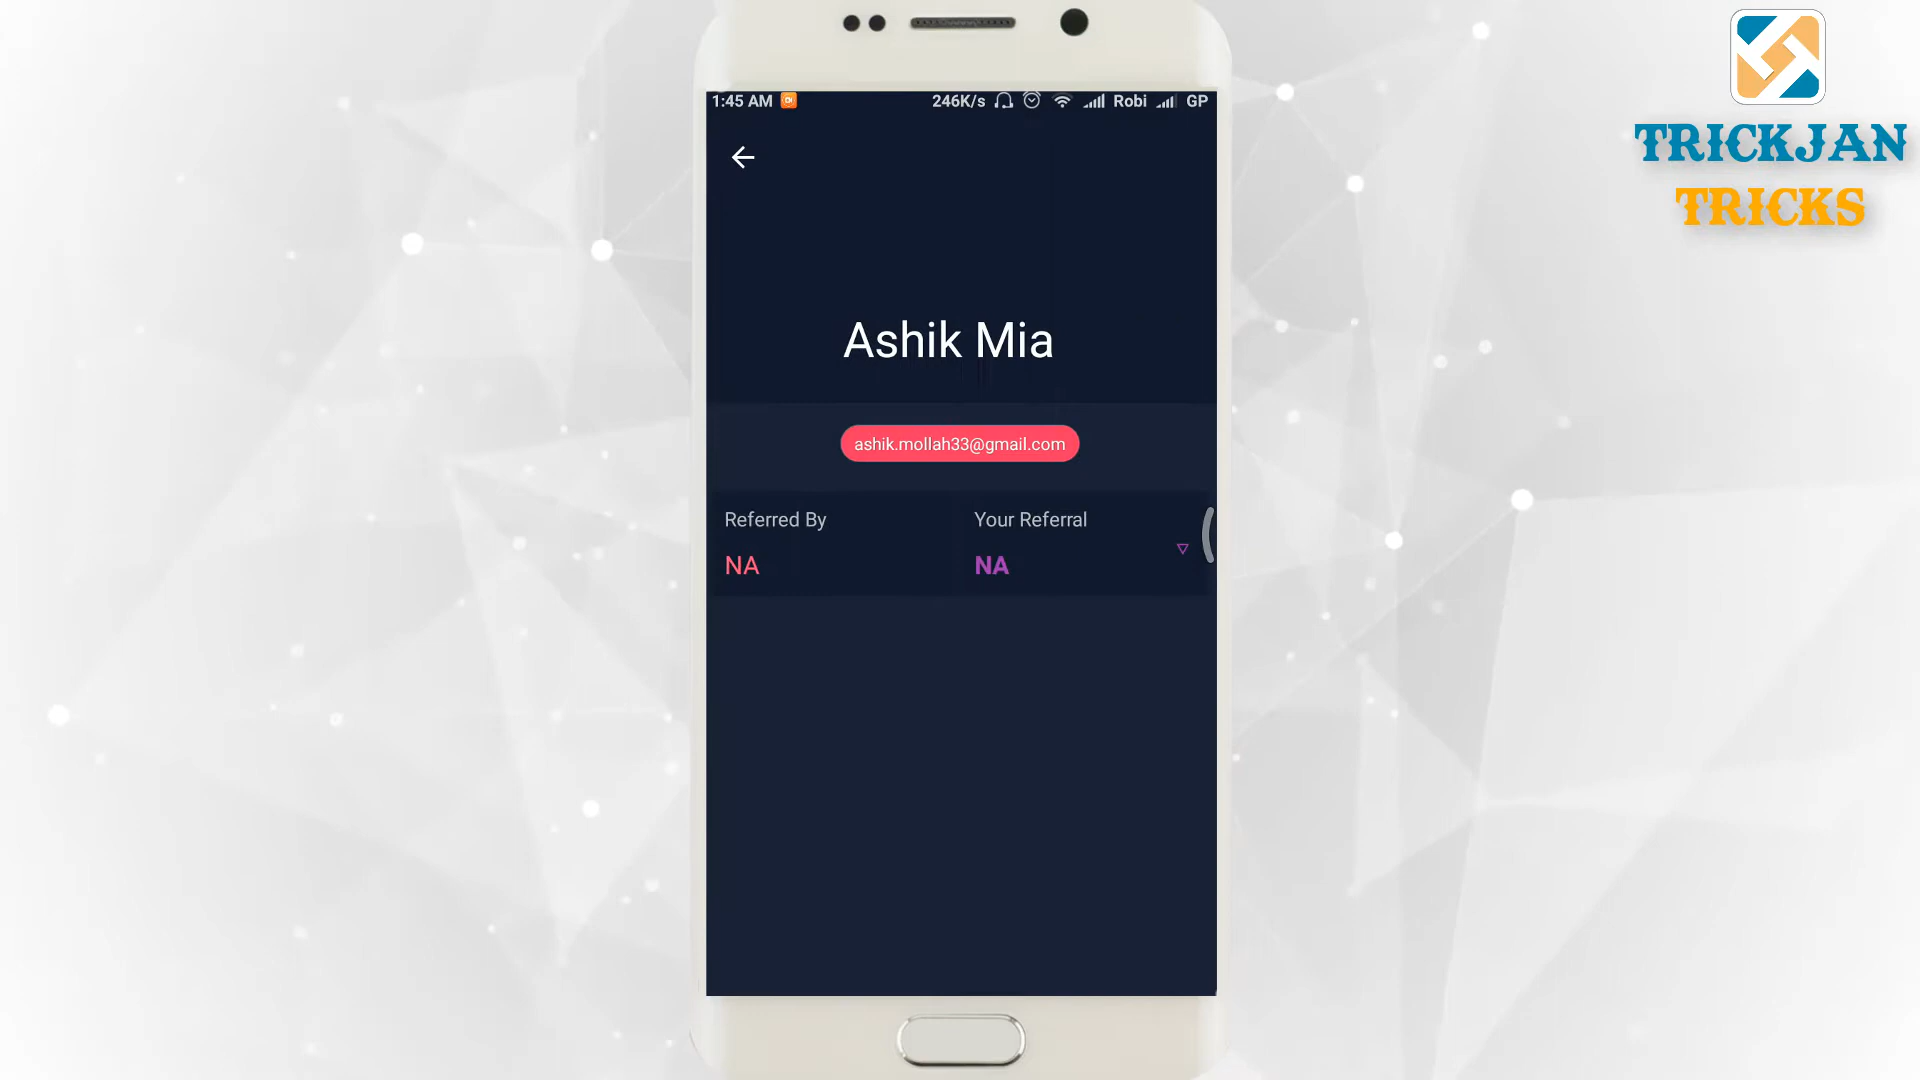 1:45 AM 246K/s Robi GP
TRICKJAN
TRICKS
Ashik Mia
ashik.mollah33@gmail.com
Referred By Your Referral
NA NA